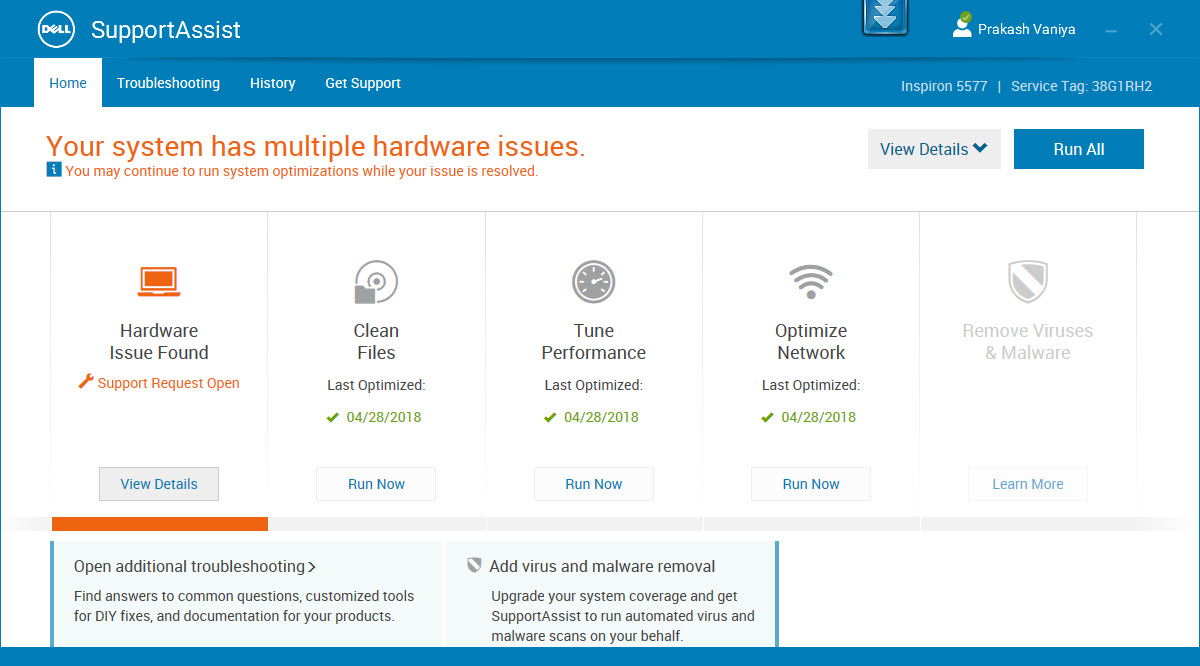 DELL SupportAssist
Prakash Vaniya
Home Troubleshooting History Get Support
Inspiron 5577 | Service Tag: 38G1RH2
Your system has multiple hardware issues.
i You may continue to run system optimizations while your issue is resolved.
View Details
Run All
Hardware
Issue Found
Support Request Open
View Details
Clean
Files
Last Optimized:
04/28/2018
Run Now
Tune
Performance
Last Optimized:
04/28/2018
Run Now
Optimize
Network
Last Optimized:
04/28/2018
Run Now
Remove Viruses
& Malware
Learn More
Open additional troubleshooting
Find answers to common questions, customized tools
for DIY fixes, and documentation for your products.
Add virus and malware removal
Upgrade your system coverage and get
SupportAssist to run automated virus and
malware scans on your behalf.